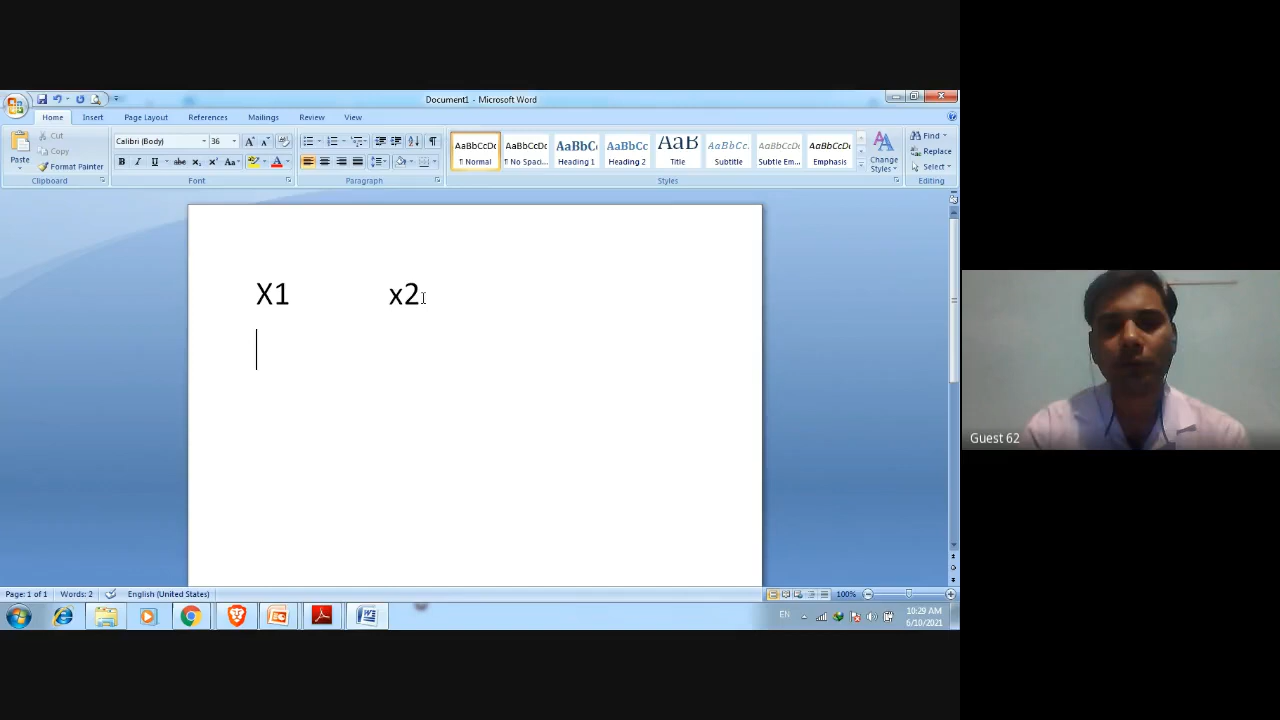 Document1 - Microsoft Word
Home Insert Page Layout References Mailings Review View
Paste
Cut
Copy
Format Painter
Clipboard
Calibri (Body) 36
Font
Paragraph
AaBbCcDc AaBbCcDc AaBbC AaBbCc AaB AaBbCc. AaBbCcDc AaBbCcDc
¶ Normal ¶ No Spaci... Heading 1 Heading 2 Title Subtitle Subtle Em... Emphasis
Change Styles
Styles
Find
Replace
Select
Editing
X1 x2
Guest 62
Page: 1 of 1 Words: 2 English (United States) 100%
EN
10:29 AM
6/10/2021